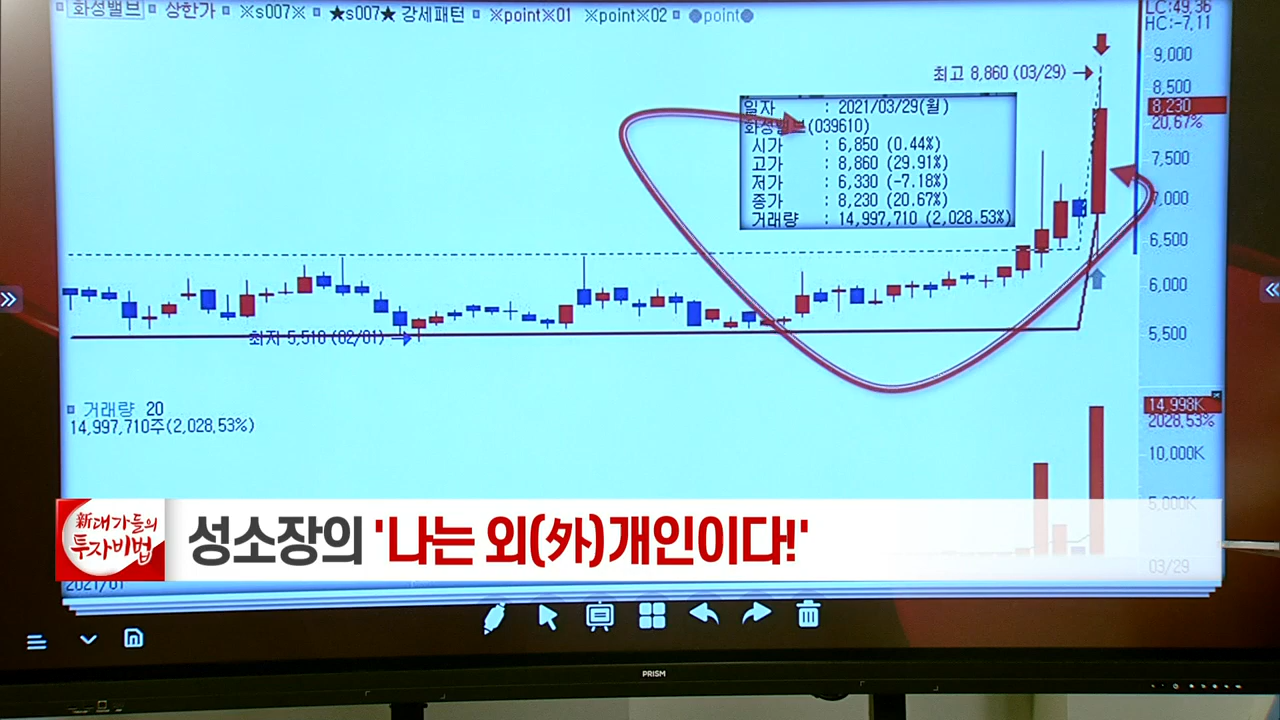 화성밸브 상한가 ※s007※ ★s007★ 강세패턴 ※point※01 ※point※02 ●point●
LC:49,36
HC:-7,11
9,000
최고 8,860 (03/29)
8,500
8,230
20,67%
일자 : 2021/03/29(월)
화성밸브(039610)
시가 : 6,850 (0.44%)
고가 : 8,860 (29.91%)
저가 : 6,330 (-7.18%)
종가 : 8,230 (20.67%)
거래량 : 14,997,710 (2,028.53%)
7,500
7,000
6,500
6,000
5,500
최저 5,510 (02/01)
거래량 20
14,997,710주(2,028,53%)
14,998K
2028,53%
10,000K
5,000K
新대가들의
투자비법
성소장의 '나는 외(外)개인이다!'
03/29
2021/01
PRISM